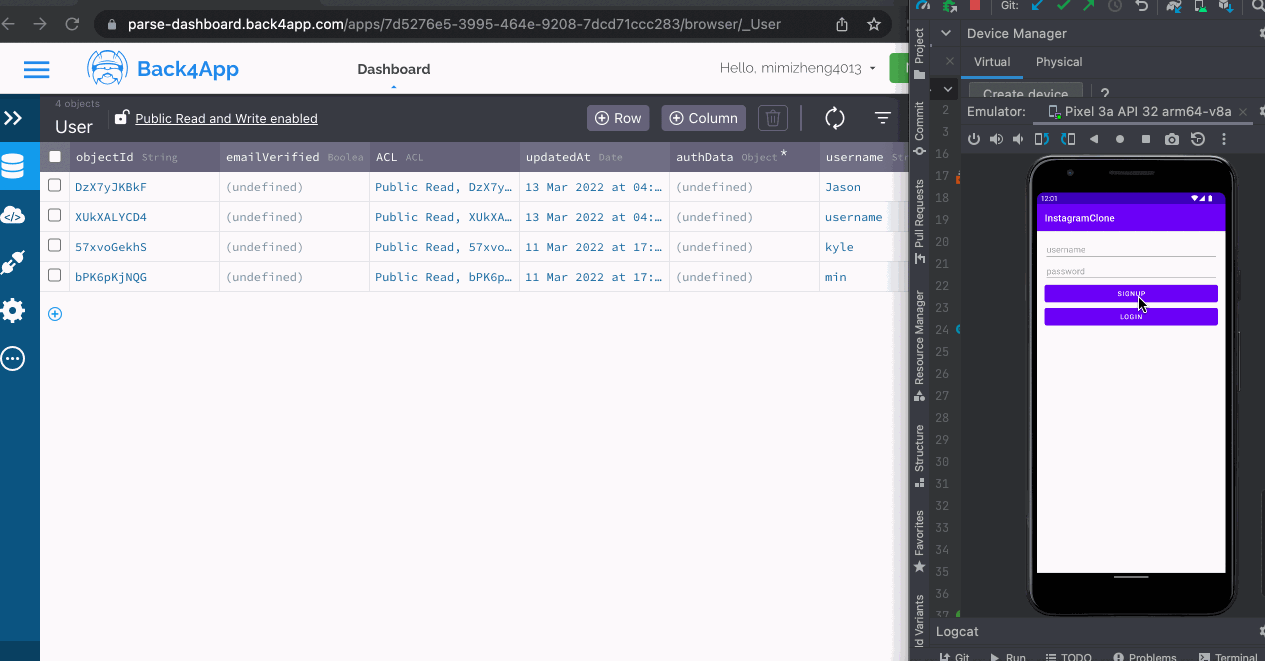 parse-dashboard.back4app.com/apps/7d5276e5-3995-464e-9208-7dcd71ccc283/browser/_User
Back4App
Dashboard
Hello, mimizheng4013
4 objects
User
Public Read and Write enabled
Row
Column
objectId String emailVerified Boolea ACL ACL updatedAt Date authData Object * username Str
DzX7yJKBkF (undefined) Public Read, DzX7y… 13 Mar 2022 at 04:… (undefined) Jason
XUkXALYCD4 (undefined) Public Read, XUkXA… 13 Mar 2022 at 04:… (undefined) username
57xvoGekhS (undefined) Public Read, 57xvo… 11 Mar 2022 at 17:… (undefined) kyle
bPK6pKjNQG (undefined) Public Read, bPK6p… 11 Mar 2022 at 17:… (undefined) min
Git:
Project
Commit
Pull Requests
Resource Manager
Structure
Favorites
ld Variants
Device Manager
Virtual Physical
Create device ?
Emulator: Pixel 3a API 32 arm64-v8a
2
3
16
17
18
19
20
21
22
23
24
25
26
27
28
29
30
31
32
33
34
35
36
37
12:01
InstagramClone
username
password
SIGNUP
LOGIN
Logcat
Git Run TODO Problems Terminal